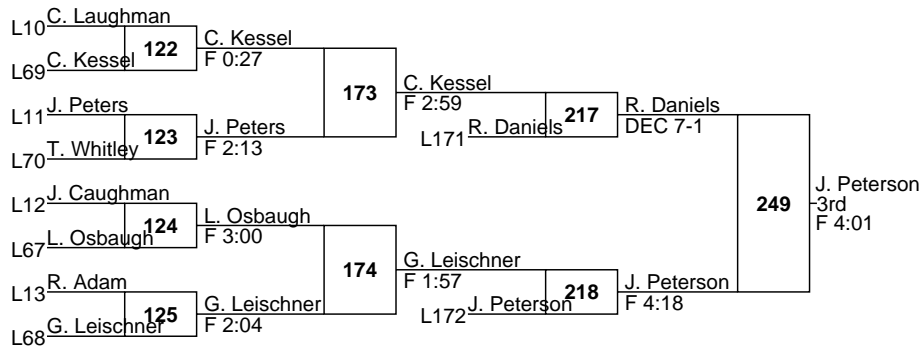 C. Laughman
L10
122
C. Kessel
F 0:27
C. Kessel
L69
173
C. Kessel
F 2:59
J. Peters
L11
123
J. Peters
F 2:13
T. Whitley
L70
217
R. Daniels
DEC 7-1
R. Daniels
L171
J. Caughman
L12
124
L. Osbaugh
F 3:00
L. Osbaugh
L67
174
G. Leischner
F 1:57
R. Adam
L13
125
G. Leischner
F 2:04
G. Leischner
L68
218
J. Peterson
F 4:18
J. Peterson
L172
249
J. Peterson
3rd
F 4:01